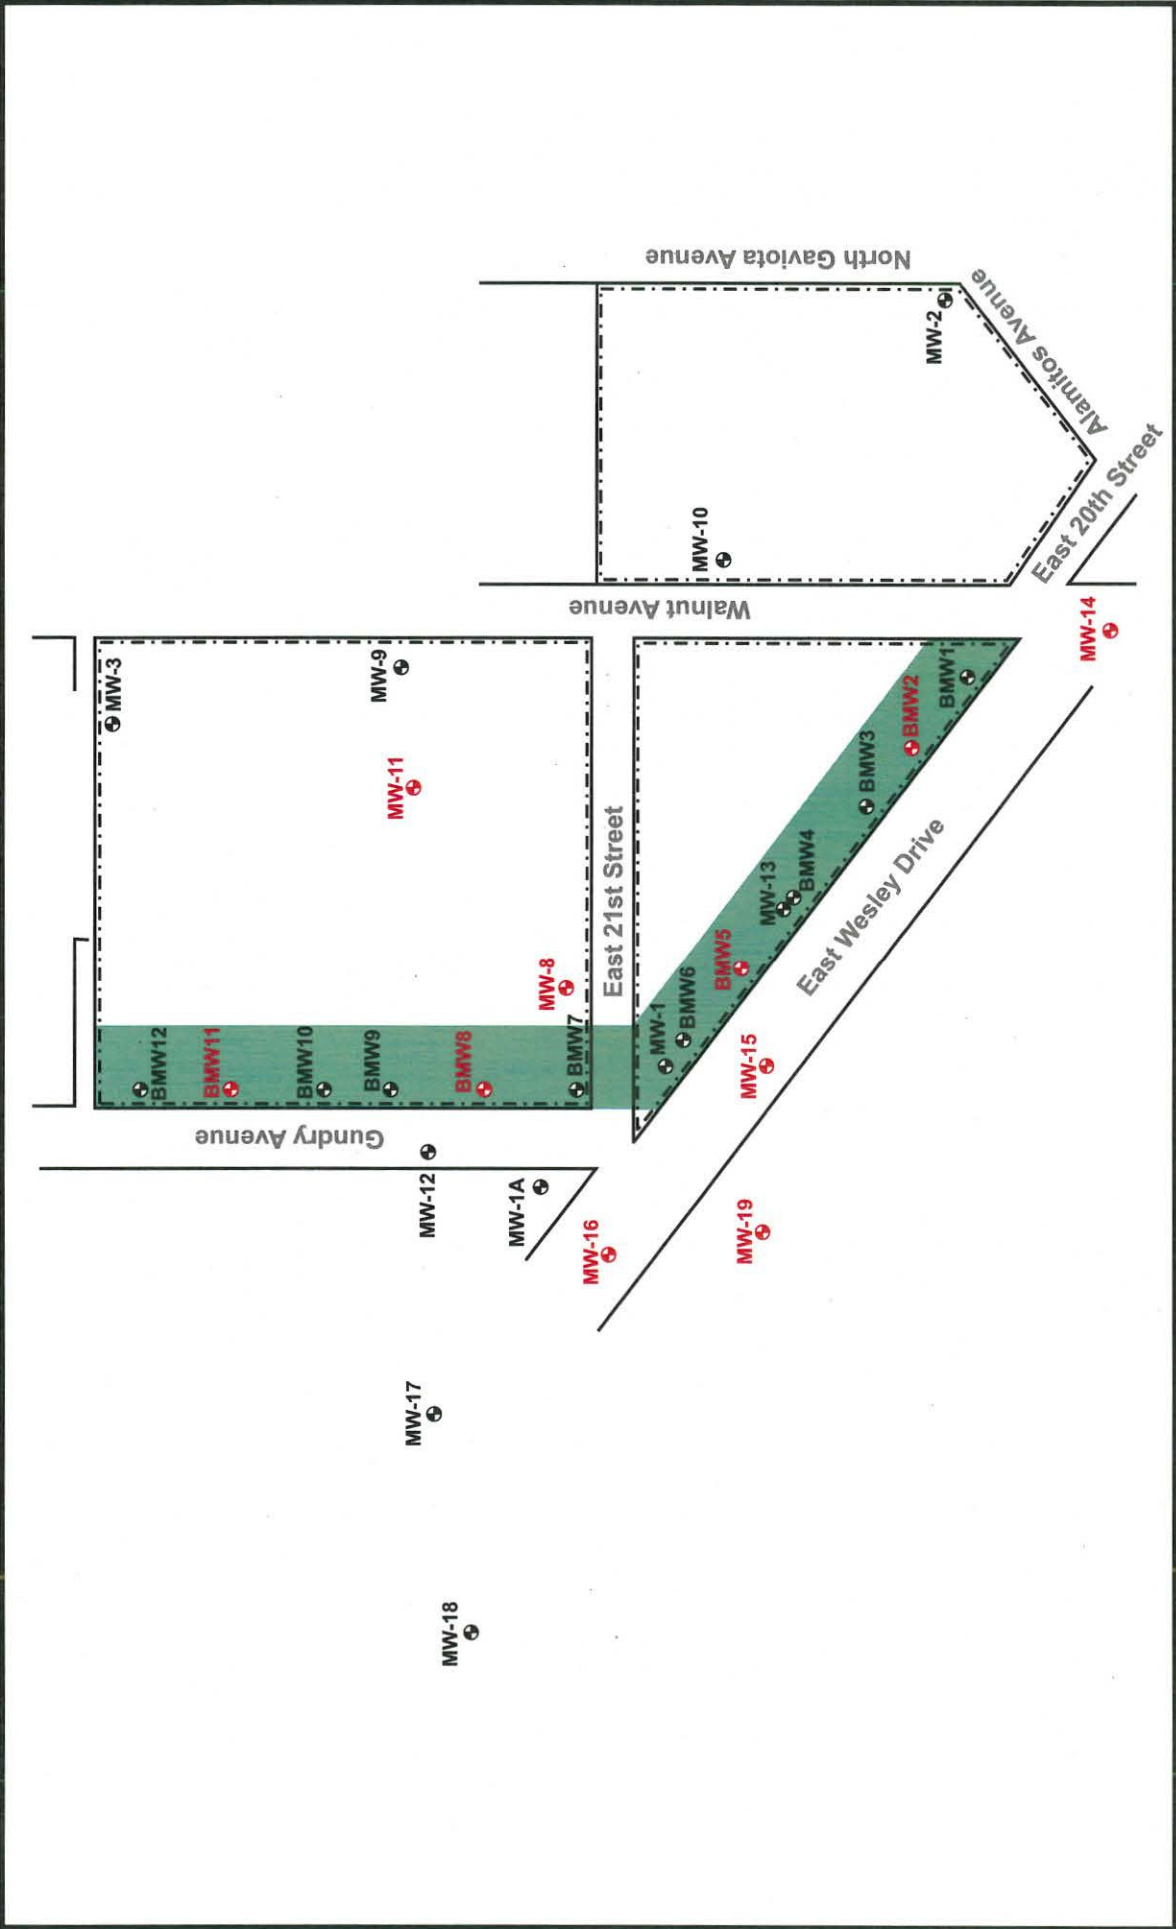 North Gaviota Avenue
MW-2
Alamitos Avenue
East 20th Street
MW-10
Walnut Avenue
MW-14
MW-3
MW-9
MW-11
BMW1
BMW2
BMW3
BMW4
MW-13
East 21st Street
East Wesley Drive
MW-8
BMW5
BMW6
MW-1
BMW7
BMW8
BMW9
BMW10
BMW11
BMW12
MW-15
Gundry Avenue
MW-12
MW-1A
MW-16
MW-19
MW-17
MW-18